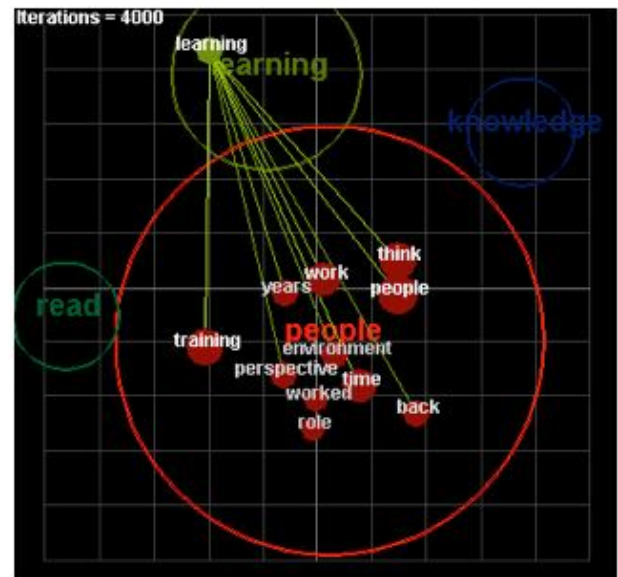 Iterations = 4000
learning
learning
knowledge
think
work
years
people
read
people
training
environment
perspective
time
worked
back
role